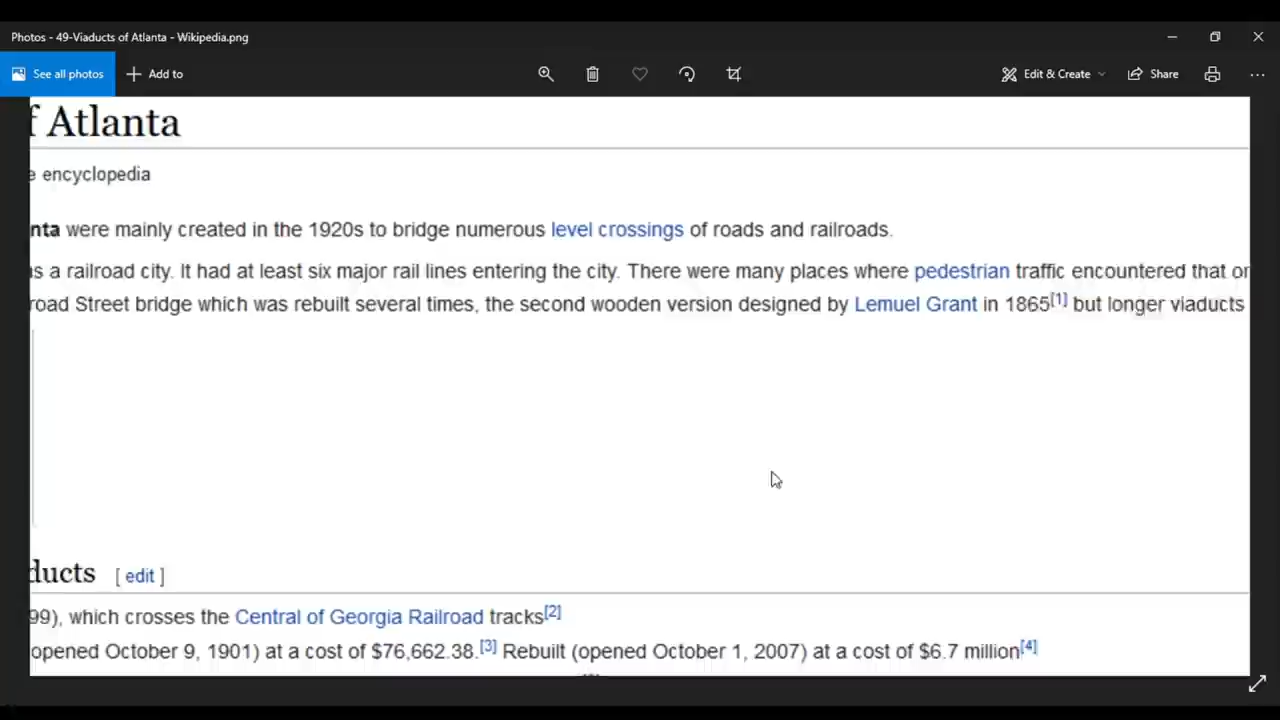 Photos - 49-Viaducts of Atlanta - Wikipedia.png
See all photos
Add to
Edit & Create
Share
f Atlanta
e encyclopedia
nta were mainly created in the 1920s to bridge numerous level crossings of roads and railroads.
as a railroad city. It had at least six major rail lines entering the city. There were many places where pedestrian traffic encountered that or
road Street bridge which was rebuilt several times, the second wooden version designed by Lemuel Grant in 1865[1] but longer viaducts
ducts [ edit ]
99), which crosses the Central of Georgia Railroad tracks[2]
opened October 9, 1901) at a cost of $76,662.38.[3] Rebuilt (opened October 1, 2007) at a cost of $6.7 million[4]